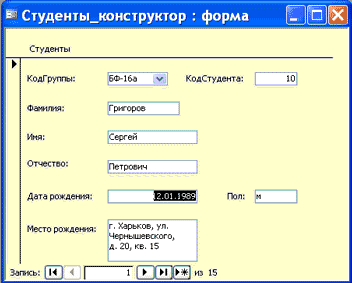 Студенты_конструктор : форма
Студенты
КодГруппы: БФ-16а КодСтудента: 10
Фамилия: Григоров
Имя: Сергей
Отчество: Петрович
Дата рождения: 12.01.1989 Пол: м
Место рождения: г. Харьков, ул.
Чернышевского,
д. 20, кв. 15
Запись: 1 из 15